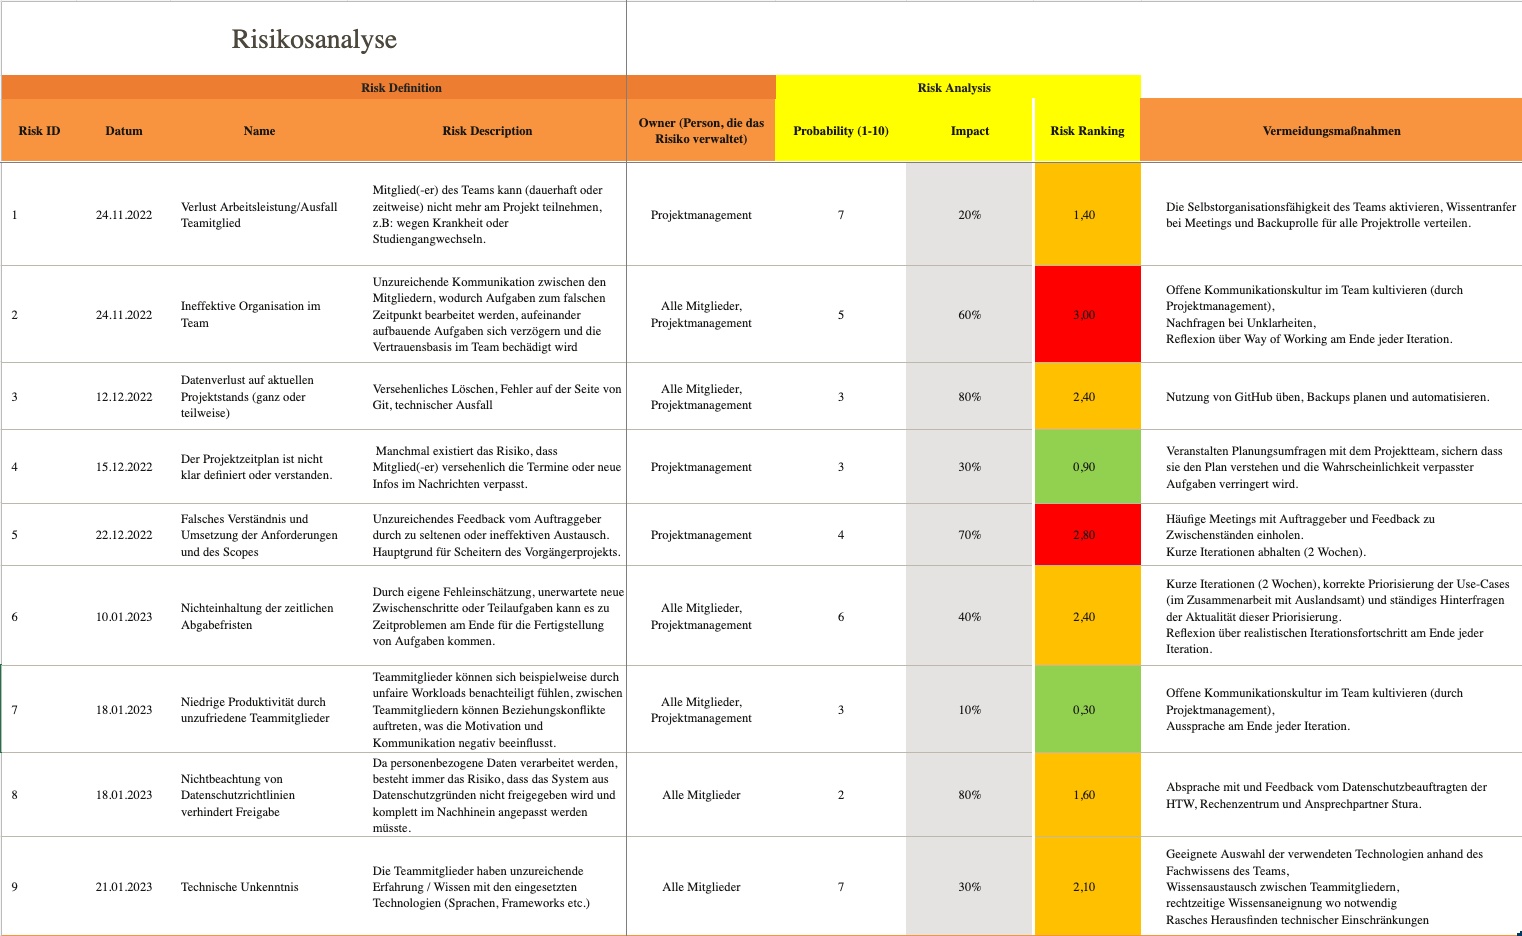 Risikosanalyse
Risk Definition
Risk Analysis
Risk ID
Datum
Name
Risk Description
Owner (Person, die das
Risiko verwaltet)
Probability (1-10)
Impact
Risk Ranking
Vermeidungsmaßnahmen
1
24.11.2022
Verlust Arbeitsleistung/Ausfall
Teamitglied
Mitglied(-er) des Teams kann (dauerhaft oder
zeitweise) nicht mehr am Projekt teilnehmen,
z.B: wegen Krankheit oder
Studiengangwechseln.
Projektmanagement
7
20%
1,40
Die Selbstorganisationsfähigkeit des Teams aktivieren, Wissentranfer
bei Meetings und Backuprolle für alle Projektrolle verteilen.
2
24.11.2022
Ineffektive Organisation im
Team
Unzureichende Kommunikation zwischen den
Mitgliedern, wodurch Aufgaben zum falschen
Zeitpunkt bearbeitet werden, aufeinander
aufbauende Aufgaben sich verzögern und die
Vertrauensbasis im Team bechädigt wird
Alle Mitglieder,
Projektmanagement
5
60%
3,00
Offene Kommunikationskultur im Team kultivieren (durch
Projektmanagement),
Nachfragen bei Unklarheiten,
Reflexion über Way of Working am Ende jeder Iteration.
3
12.12.2022
Datenverlust auf aktuellen
Projektstands (ganz oder
teilweise)
Versehenliches Löschen, Fehler auf der Seite von
Git, technischer Ausfall
Alle Mitglieder,
Projektmanagement
3
80%
2,40
Nutzung von GitHub üben, Backups planen und automatisieren.
4
15.12.2022
Der Projektzeitplan ist nicht
klar definiert oder verstanden.
Manchmal existiert das Risiko, dass
Mitglied(-er) versehenlich die Termine oder neue
Infos im Nachrichten verpasst.
Projektmanagement
3
30%
0,90
Veranstalten Planungsumfragen mit dem Projektteam, sichern dass
sie den Plan verstehen und die Wahrscheinlichkeit verpasster
Aufgaben verringert wird.
5
22.12.2022
Falsches Verständnis und
Umsetzung der Anforderungen
und des Scopes
Unzureichendes Feedback vom Auftraggeber
durch zu seltenen oder ineffektiven Austausch.
Hauptgrund für Scheitern des Vorgängerprojekts.
Projektmanagement
4
70%
2,80
Häufige Meetings mit Auftraggeber und Feedback zu
Zwischenständen einholen.
Kurze Iterationen abhalten (2 Wochen).
6
10.01.2023
Nichteinhaltung der zeitlichen
Abgabefristen
Durch eigene Fehleinschätzung, unerwartete neue
Zwischenschritte oder Teilaufgaben kann es zu
Zeitproblemen am Ende für die Fertigstellung
von Aufgaben kommen.
Alle Mitglieder,
Projektmanagement
6
40%
2,40
Kurze Iterationen (2 Wochen), korrekte Priorisierung der Use-Cases
(im Zusammenarbeit mit Auslandsamt) und ständiges Hinterfragen
der Aktualität dieser Priorisierung.
Reflexion über realistischen Iterationsfortschritt am Ende jeder
Iteration.
7
18.01.2023
Niedrige Produktivität durch
unzufriedene Teammitglieder
Teammitglieder können sich beispielweise durch
unfaire Workloads benachteiligt fühlen, zwischen
Teammitgliedern können Beziehungskonflikte
auftreten, was die Motivation und
Kommunikation negativ beeinflusst.
Alle Mitglieder,
Projektmanagement
3
10%
0,30
Offene Kommunikationskultur im Team kultivieren (durch
Projektmanagement),
Aussprache am Ende jeder Iteration.
8
18.01.2023
Nichtbeachtung von
Datenschutzrichtlinien
verhindert Freigabe
Da personenbezogene Daten verarbeitet werden,
besteht immer das Risiko, dass das System aus
Datenschutzgründen nicht freigegeben wird und
komplett im Nachhinein angepasst werden
müsste.
Alle Mitglieder
2
80%
1,60
Absprache mit und Feedback vom Datenschutzbeauftragten der
HTW, Rechenzentrum und Ansprechpartner Stura.
9
21.01.2023
Technische Unkenntnis
Die Teammitglieder haben unzureichende
Erfahrung / Wissen mit den eingesetzten
Technologien (Sprachen, Frameworks etc.)
Alle Mitglieder
7
30%
2,10
Geeignete Auswahl der verwendeten Technologien anhand des
Fachwissens des Teams,
Wissensaustausch zwischen Teammitgliedern,
rechtzeitige Wissensaneignung wo notwendig
Rasches Herausfinden technischer Einschränkungen